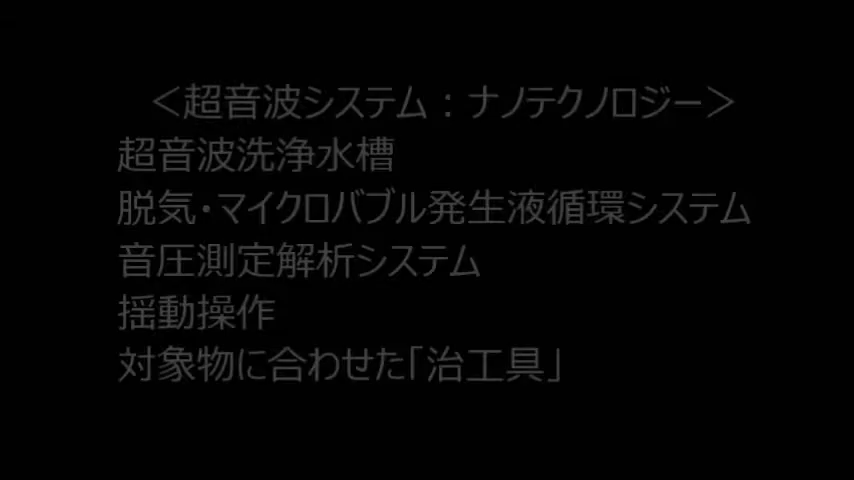 ＜超音波システム：ナノテクノロジー＞
超音波洗浄水槽
脱気・マイクロバブル発生液循環システム
音圧測定解析システム
揺動操作
対象物に合わせた「治工具」